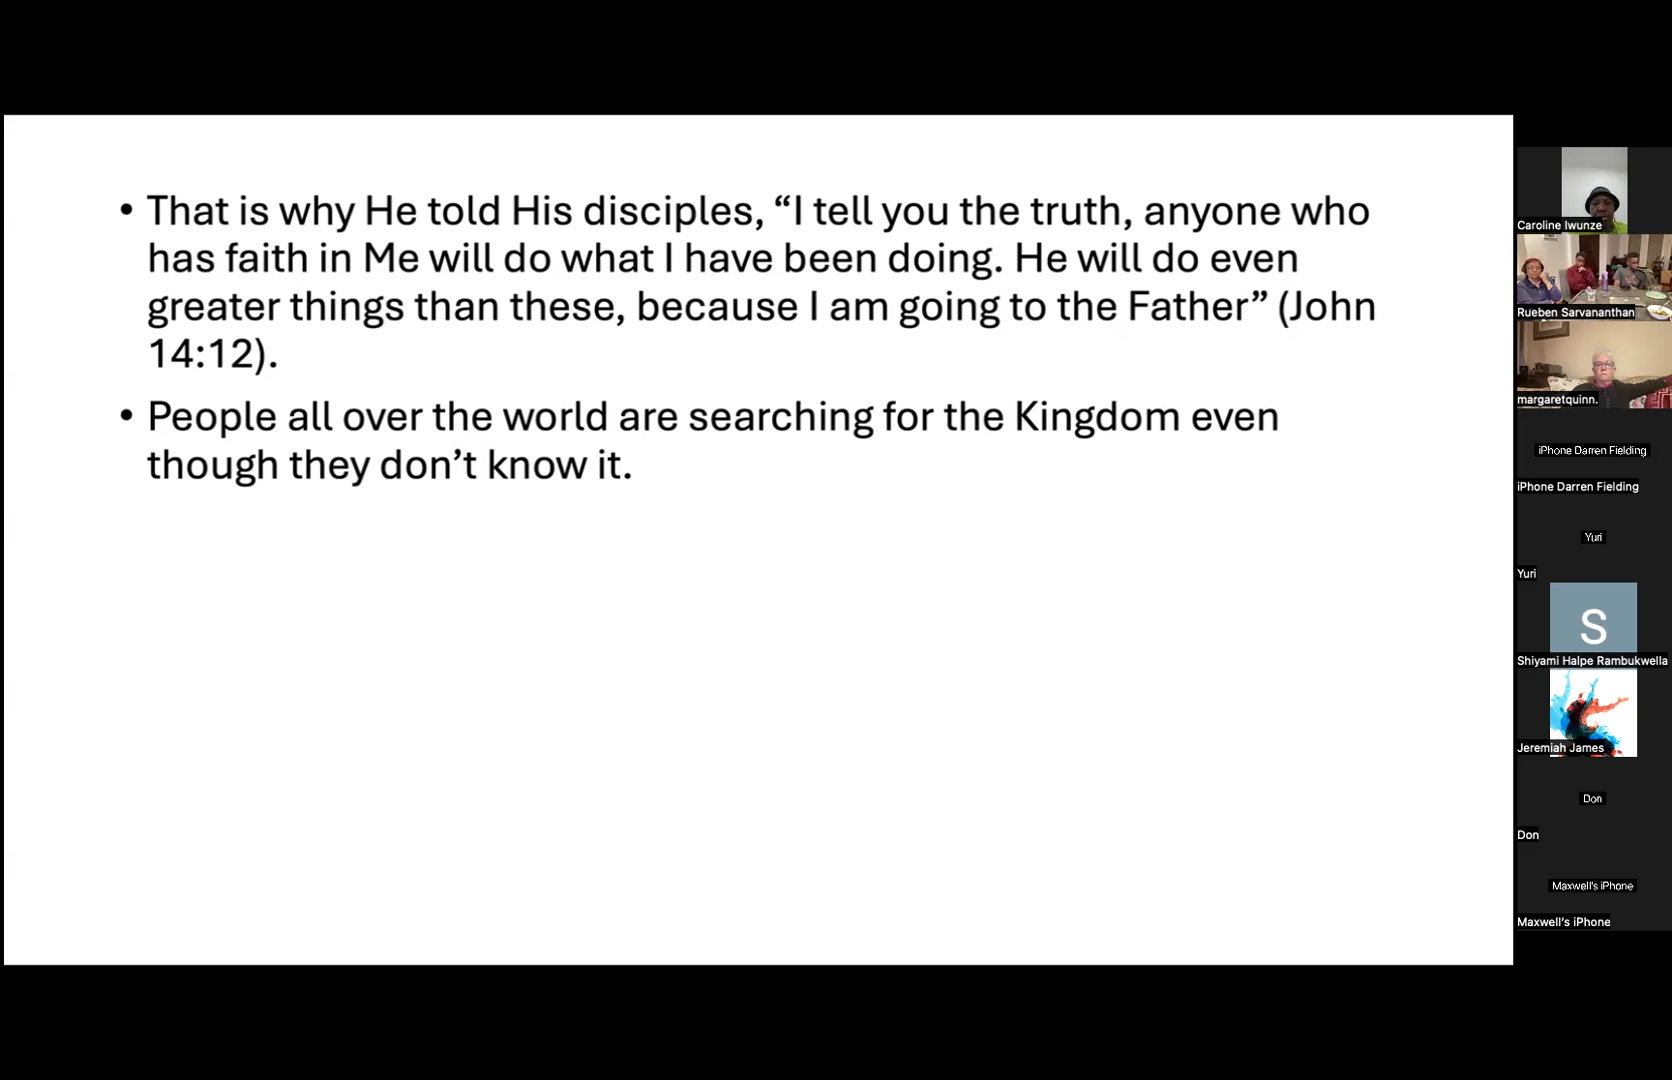 • That is why He told His disciples, “I tell you the truth, anyone who
has faith in Me will do what I have been doing. He will do even
greater things than these, because I am going to the Father” (John
14:12).
• People all over the world are searching for the Kingdom even
though they don’t know it.
Caroline Iwunze
Rueben Sarvananthan
margaretquinn.
iPhone Darren Fielding
iPhone Darren Fielding
Yuri
Yuri
S
Shiyami Halpe Rambukwella
Jeremiah James
Don
Don
Maxwell's iPhone
Maxwell's iPhone